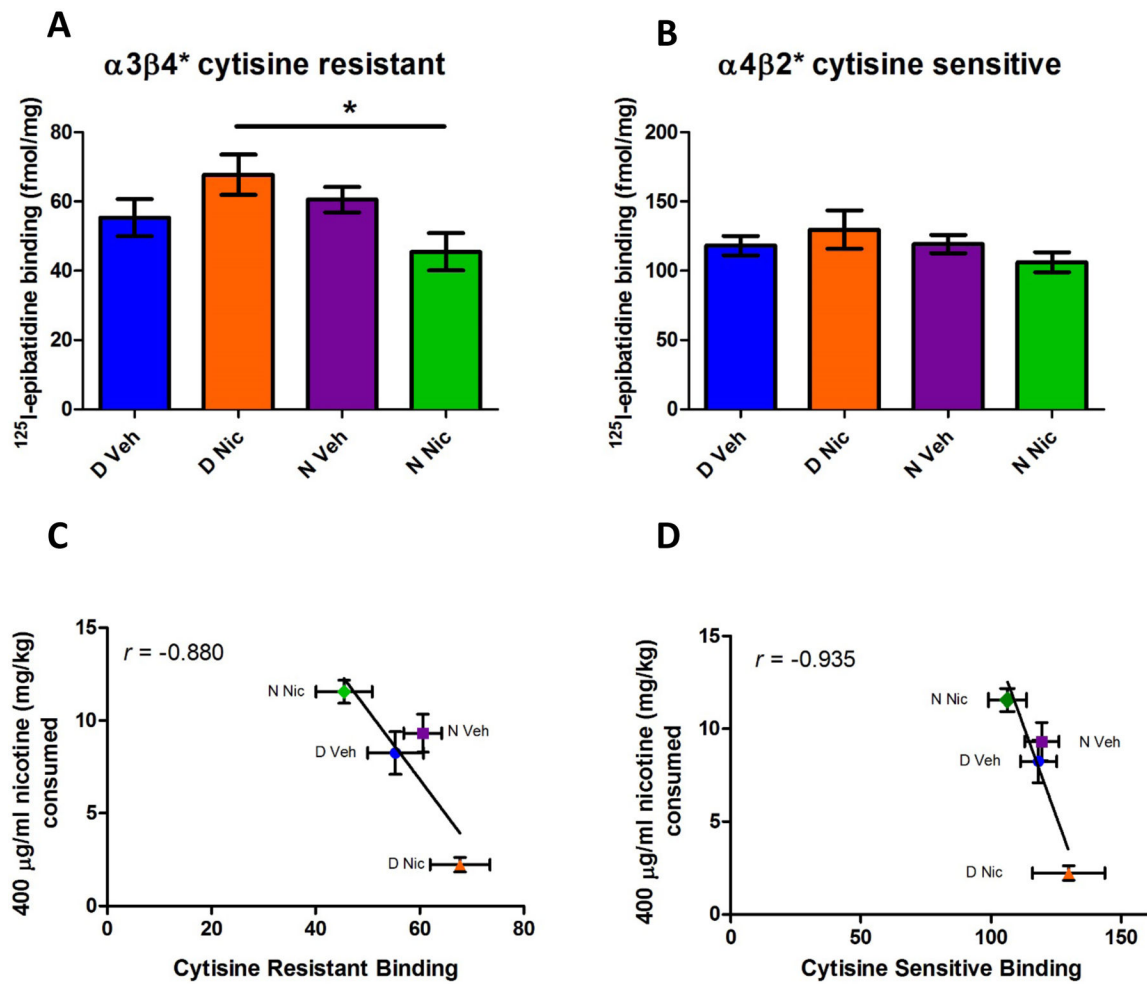 A
α3β4* cytisine resistant
¹²⁵I-epibatidine binding (fmol/mg)
80
60
40
20
0
*
D Veh
D Nic
N Veh
N Nic
B
α4β2* cytisine sensitive
¹²⁵I-epibatidine binding (fmol/mg)
200
150
100
50
0
D Veh
D Nic
N Veh
N Nic
C
400 µg/ml nicotine (mg/kg)
consumed
15
10
5
0
r = -0.880
N Nic
N Veh
D Veh
D Nic
0 20 40 60 80
Cytisine Resistant Binding
D
400 µg/ml nicotine (mg/kg)
consumed
15
10
5
0
r = -0.935
N Nic
N Veh
D Veh
D Nic
0 50 100 150
Cytisine Sensitive Binding